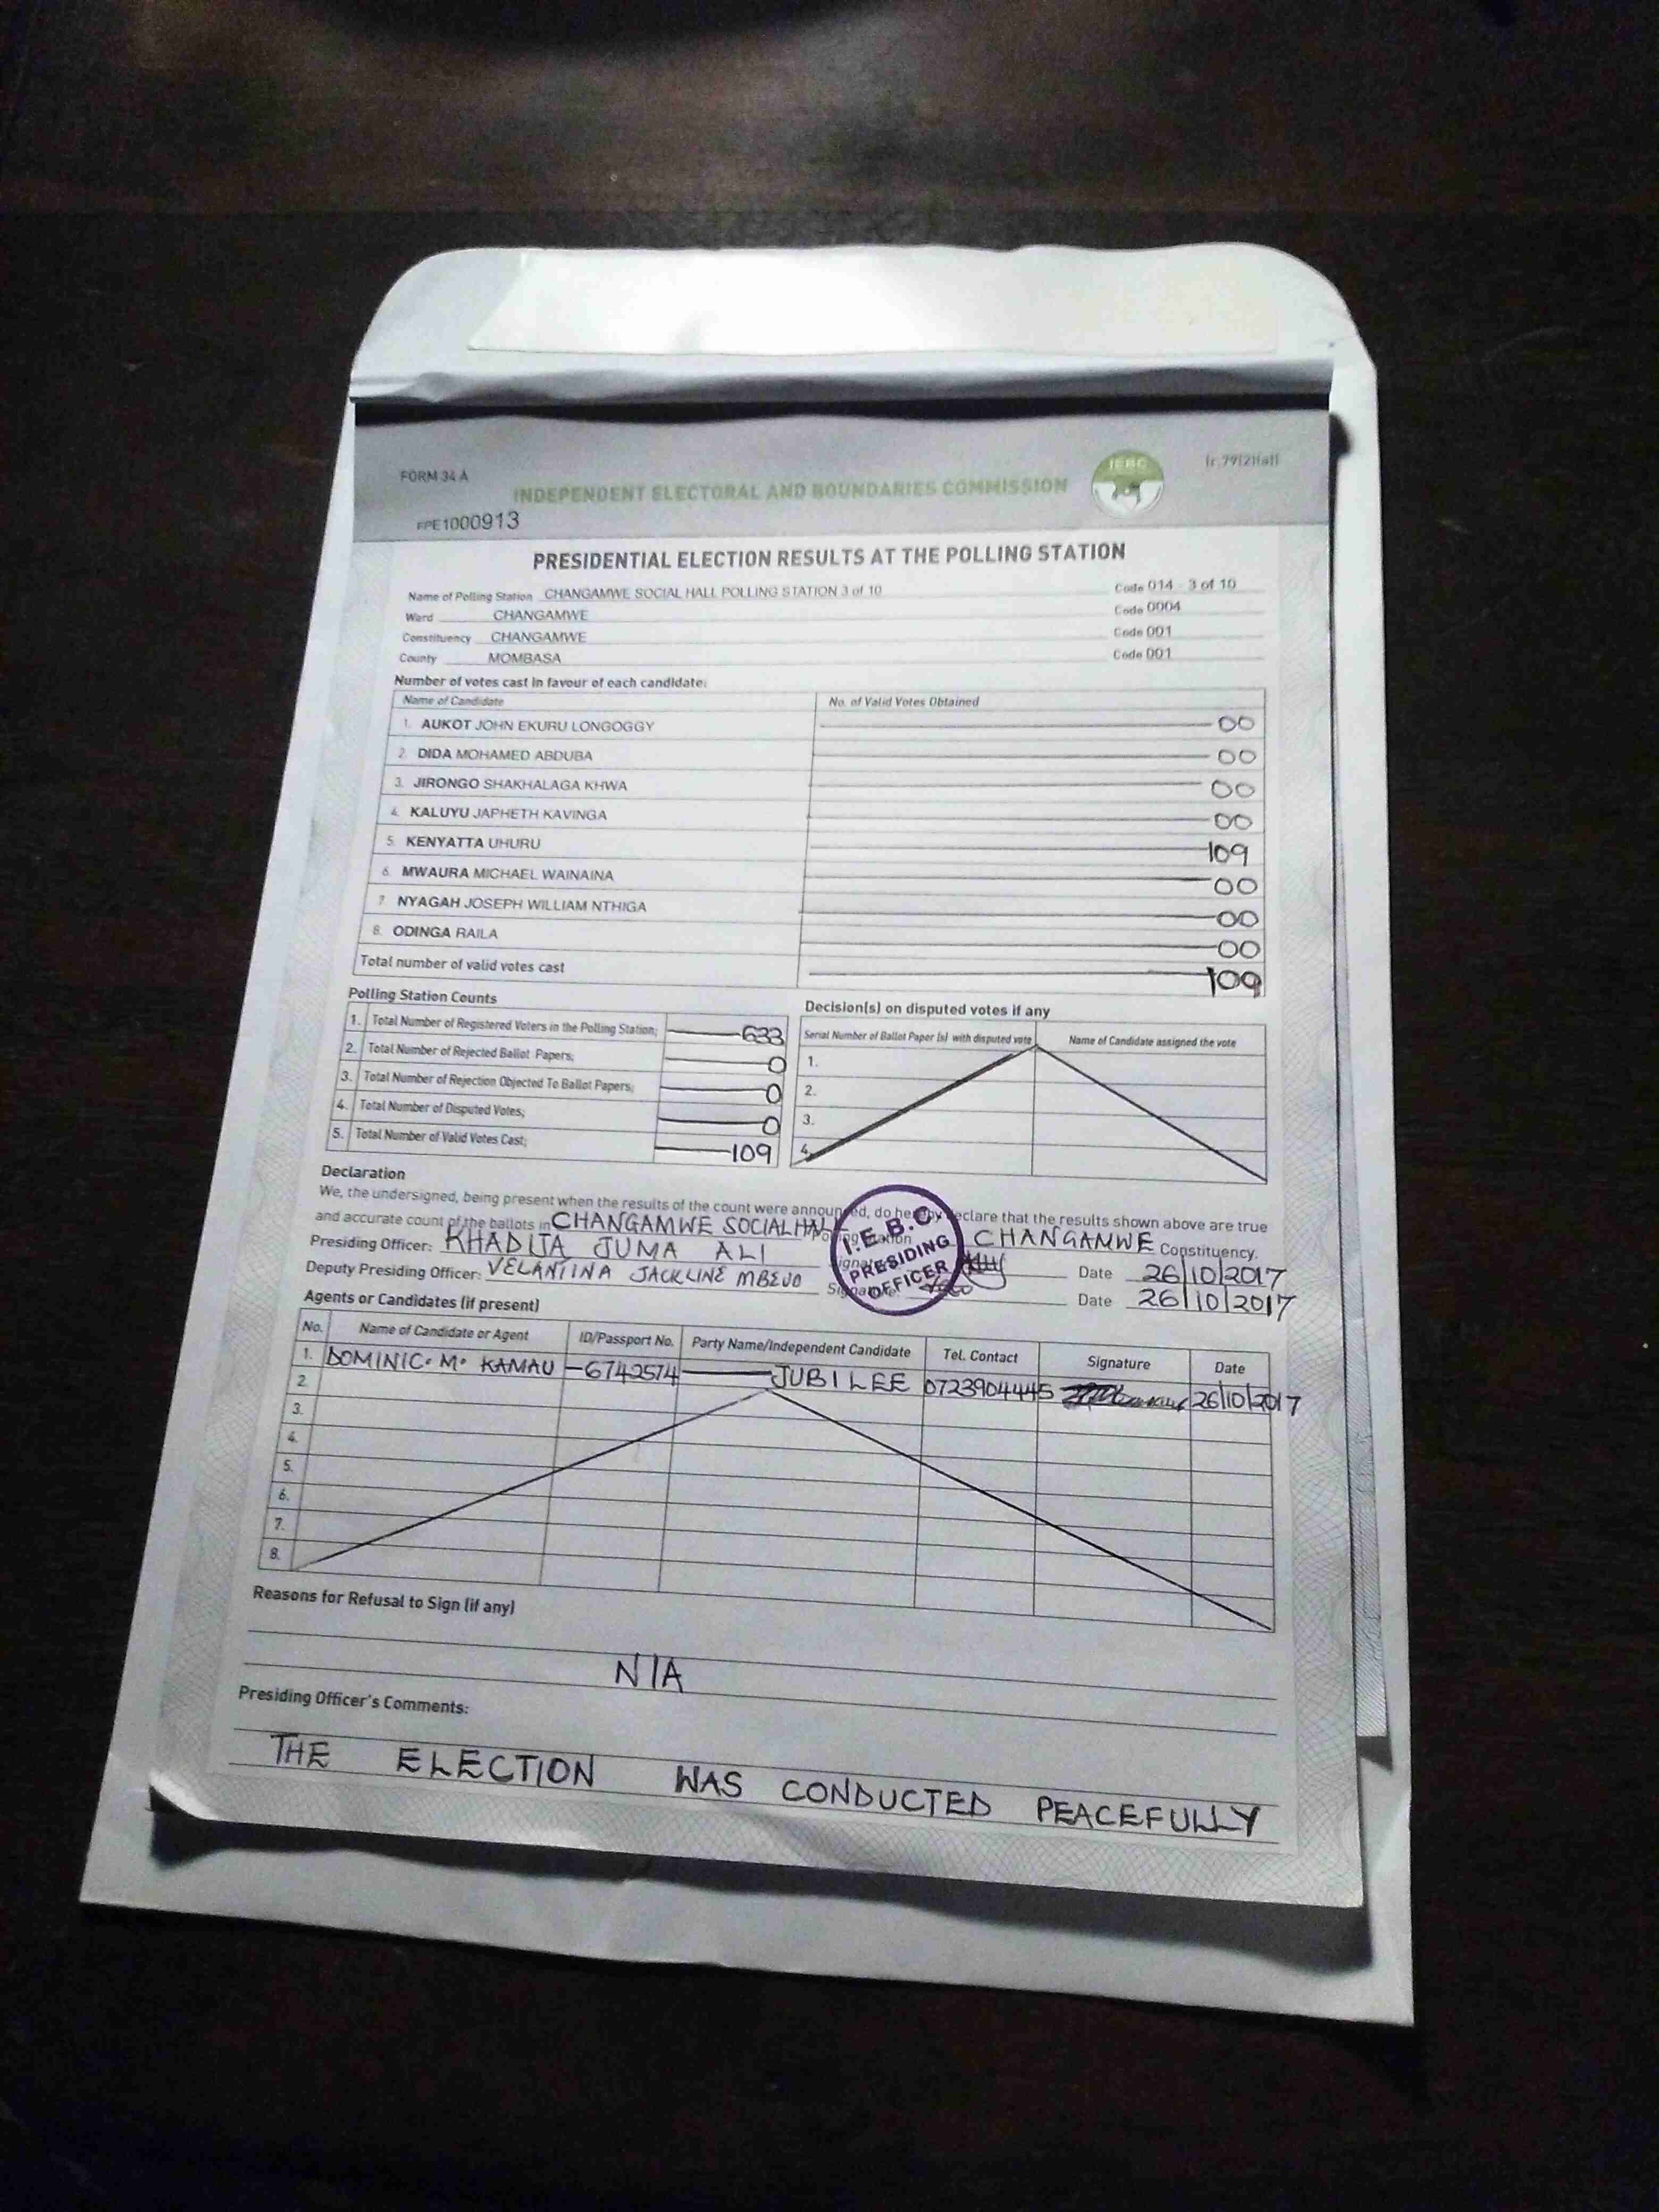 FORM 34 A
INDEPENDENT ELECTORAL AND BOUNDARIES COMMISSION
IEBC
FPE1000913
PRESIDENTIAL ELECTION RESULTS AT THE POLLING STATION
Name of Polling Station CHANGAMWE SOCIAL HALL POLLING STATION 3 of 10 Code 014 - 3 of 10
Ward CHANGAMWE Code 0004
Constituency CHANGAMWE Code 001
County MOMBASA Code 001
Number of votes cast in favour of each candidate:
Name of Candidate No. of Valid Votes Obtained
1. AUKOT JOHN EKURU LONGOGGY 00
2. DIDA MOHAMED ABDUBA 00
3. JIRONGO SHAKHALAGA KHWA 00
4. KALUYU JAPHETH KAVINGA 00
5. KENYATTA UHURU 109
6. MWAURA MICHAEL WAINAINA 00
7. NYAGAH JOSEPH WILLIAM NTHIGA 00
8. ODINGA RAILA 00
Total number of valid votes cast 109
Polling Station Counts
1. Total Number of Registered Voters in the Polling Station; 633
2. Total Number of Rejected Ballot Papers; 0
3. Total Number of Rejection Objected To Ballot Papers; 0
4. Total Number of Disputed Votes; 0
5. Total Number of Valid Votes Cast; 109
Decision(s) on disputed votes if any
Serial Number of Ballot Paper (s) with disputed vote Name of Candidate assigned the vote
1.
2.
3.
4.
Declaration
We, the undersigned, being present when the results of the count were announced, do hereby declare that the results shown above are true
and accurate count of the ballots in CHANGAMWE SOCIAL HALL Polling Station CHANGAMWE Constituency.
Presiding Officer: KHADIJA JUMA ALI Signature Date 26/10/2017
Deputy Presiding Officer: VELANTINA JACKLINE MBEYO Signature Date 26/10/2017
I.E.B.C
PRESIDING
OFFICER
Agents or Candidates (if present)
No. Name of Candidate or Agent ID/Passport No. Party Name/Independent Candidate Tel. Contact Signature Date
1. DOMINIC. M. KAMAU 6742574 JUBILEE 0723904445 26/10/2017
2.
3.
4.
5.
6.
7.
8.
Reasons for Refusal to Sign (if any)
N/A
Presiding Officer's Comments:
THE ELECTION WAS CONDUCTED PEACEFULLY